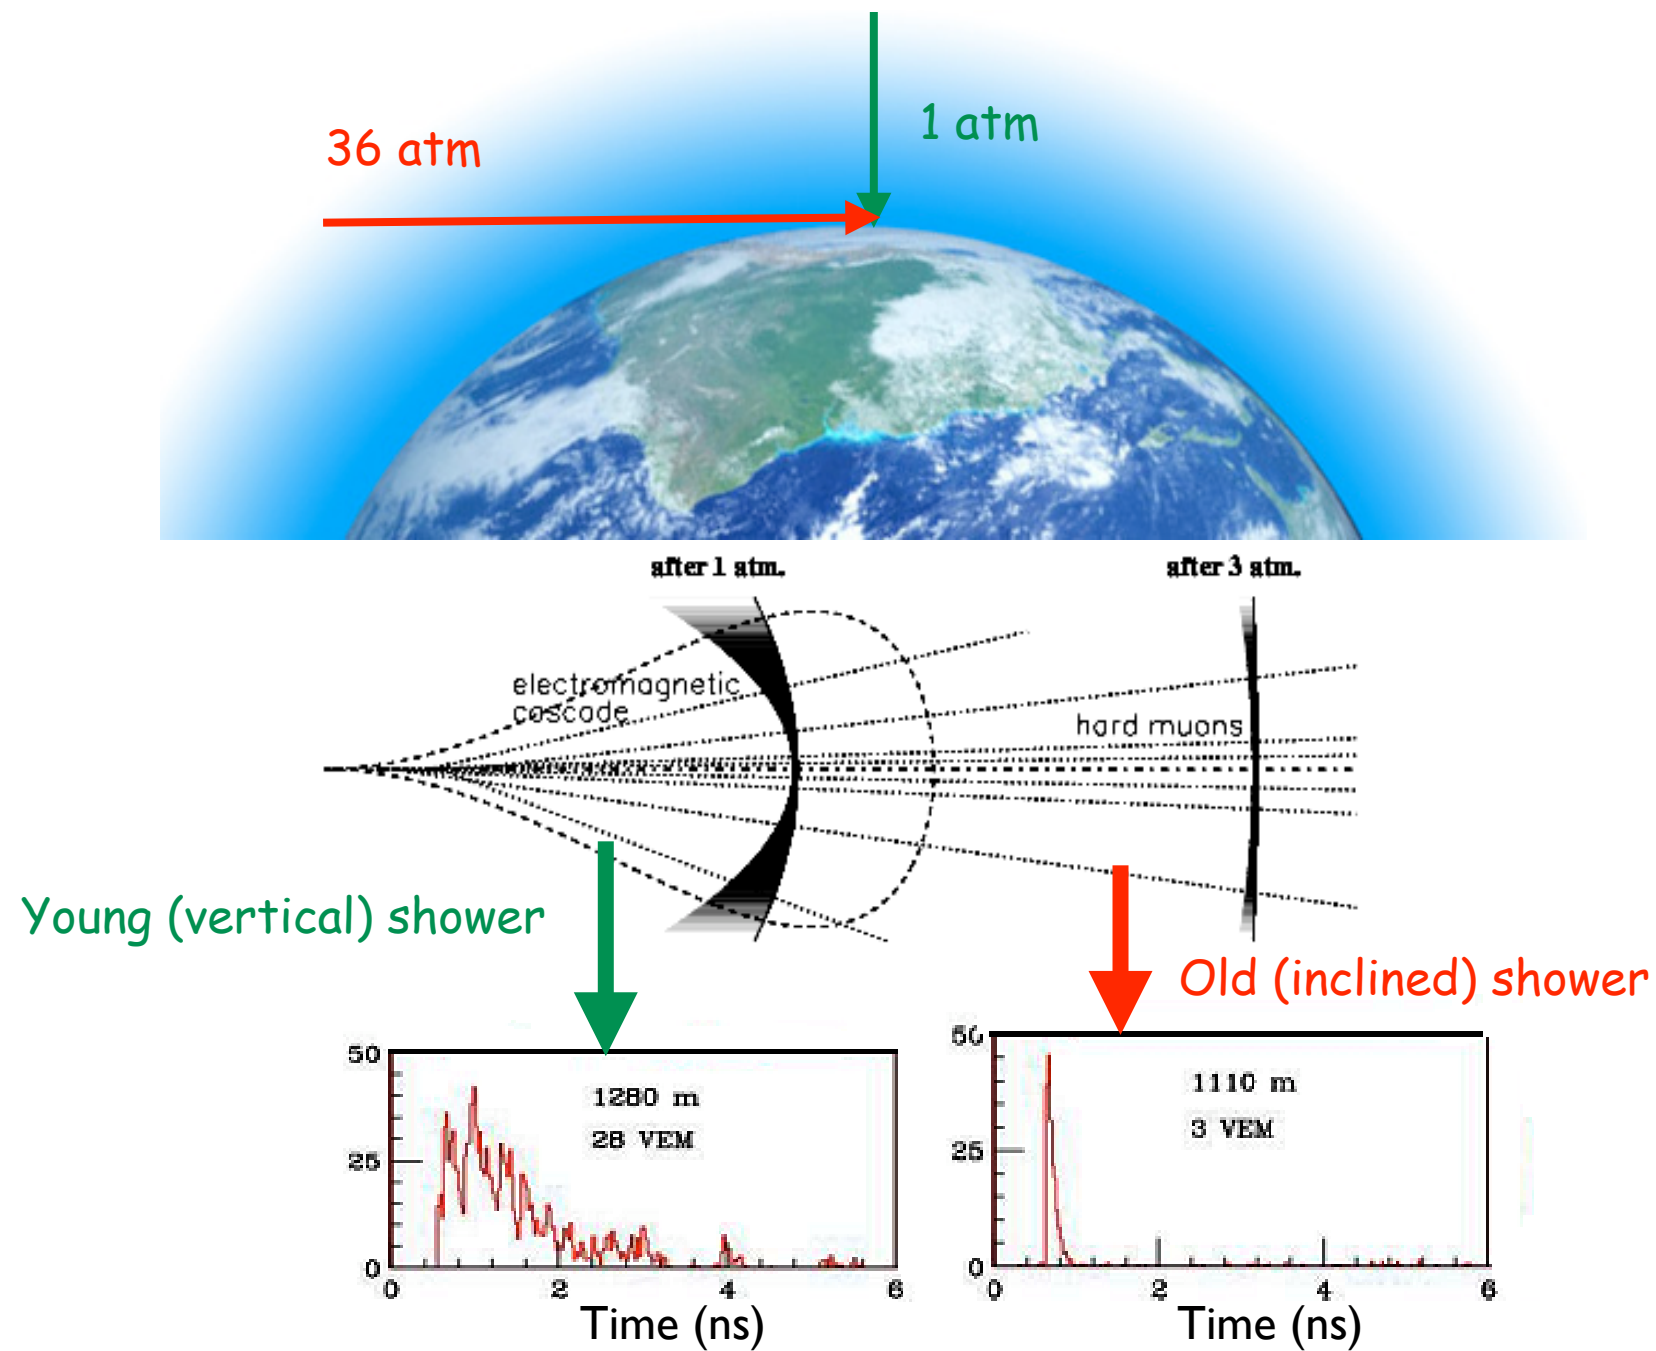 1 atm
36 atm
after 1 atm.
after 3 atm.
electromagnetic
cascade
hard muons
Young (vertical) shower
Old (inclined) shower
50
25
0
1280 m
28 VEM
0
2
4
6
Time (ns)
50
25
0
1110 m
3 VEM
0
2
4
6
Time (ns)